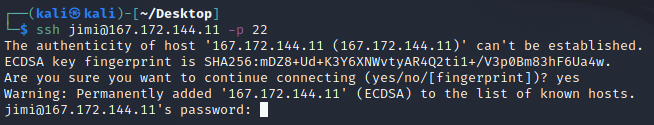 ┌──(kali㉿kali)-[~/Desktop]
└─$ ssh jimi@167.172.144.11 -p 22
The authenticity of host '167.172.144.11 (167.172.144.11)' can't be established.
ECDSA key fingerprint is SHA256:mDZ8+Ud+K3Y6XNWvtyAR4Q2ti1+/V3p0Bm83hF6Ua4w.
Are you sure you want to continue connecting (yes/no/[fingerprint])? yes
Warning: Permanently added '167.172.144.11' (ECDSA) to the list of known hosts.
jimi@167.172.144.11's password: